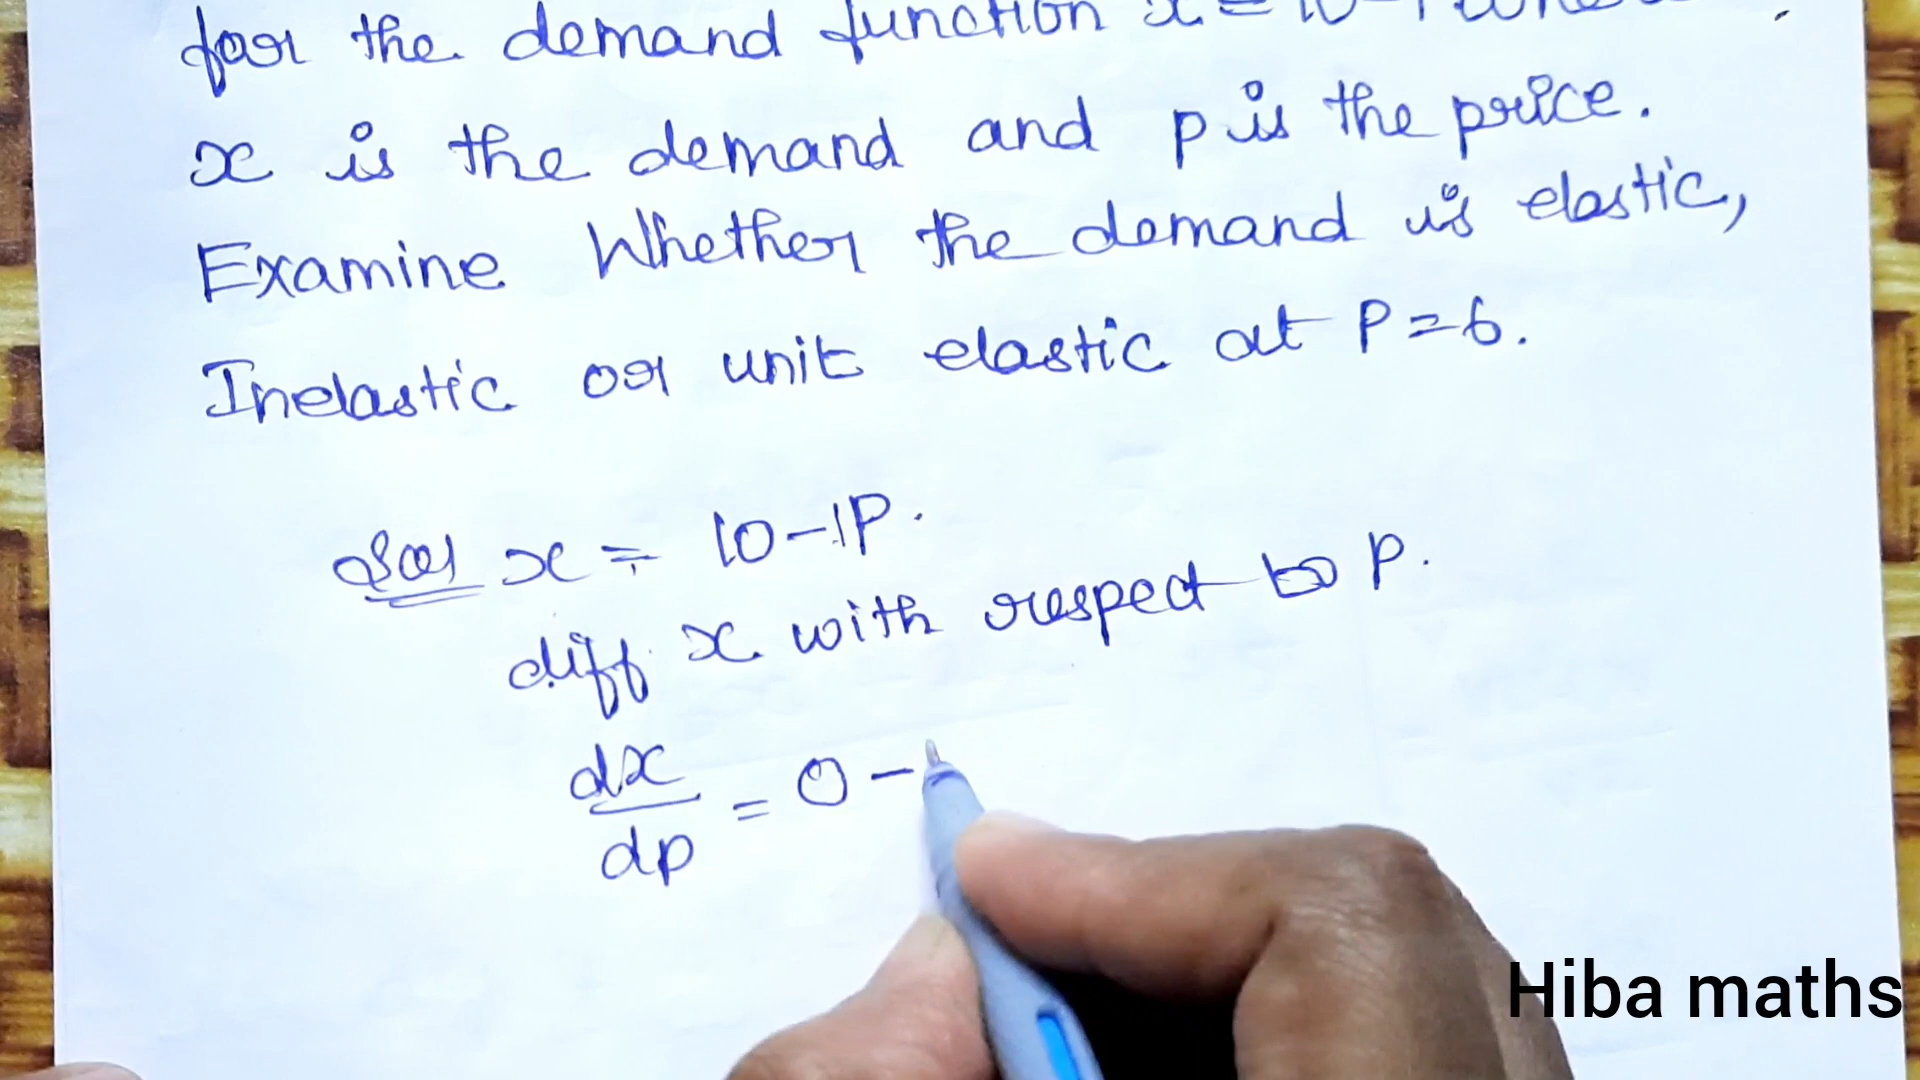 for the demand function x = 10 -
x is the demand and p is the price.
Examine Whether the demand is elastic,
Inelastic or unit elastic at P = 6.
Sol x = 10-1P.
diff x with respect to P.
dx/dp = 0 -
Hiba maths